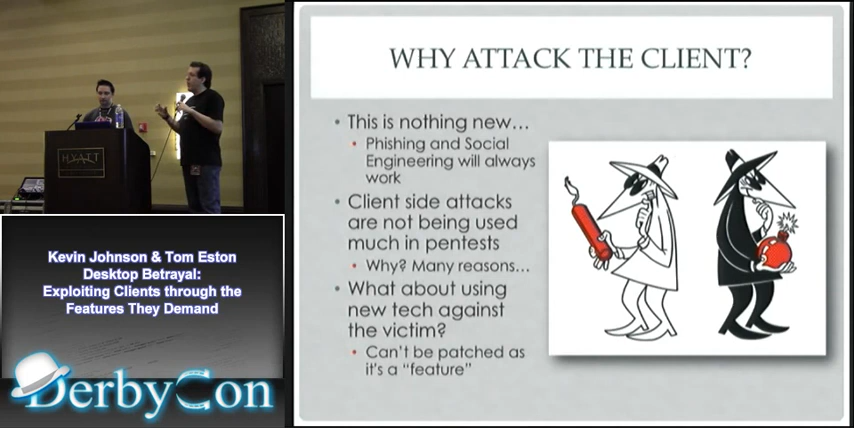 WHY ATTACK THE CLIENT?
• This is nothing new…
• Phishing and Social
Engineering will always
work
• Client side attacks
are not being used
much in pentests
• Why? Many reasons…
• What about using
new tech against
the victim?
• Can't be patched as
it's a “feature”
HYATT
Kevin Johnson & Tom Eston
Desktop Betrayal:
Exploiting Clients through the
Features They Demand
DerbyCon